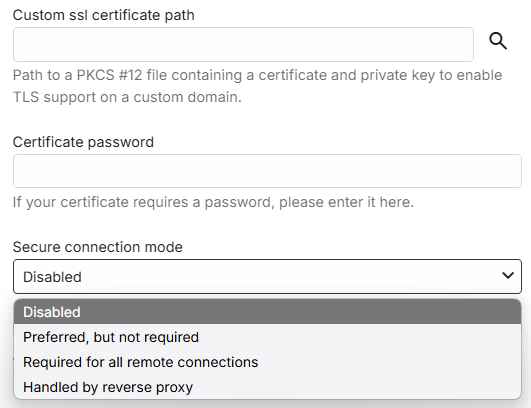 Custom ssl certificate path
Path to a PKCS #12 file containing a certificate and private key to enable
TLS support on a custom domain.
Certificate password
If your certificate requires a password, please enter it here.
Secure connection mode
Disabled
Disabled
Preferred, but not required
Required for all remote connections
Handled by reverse proxy